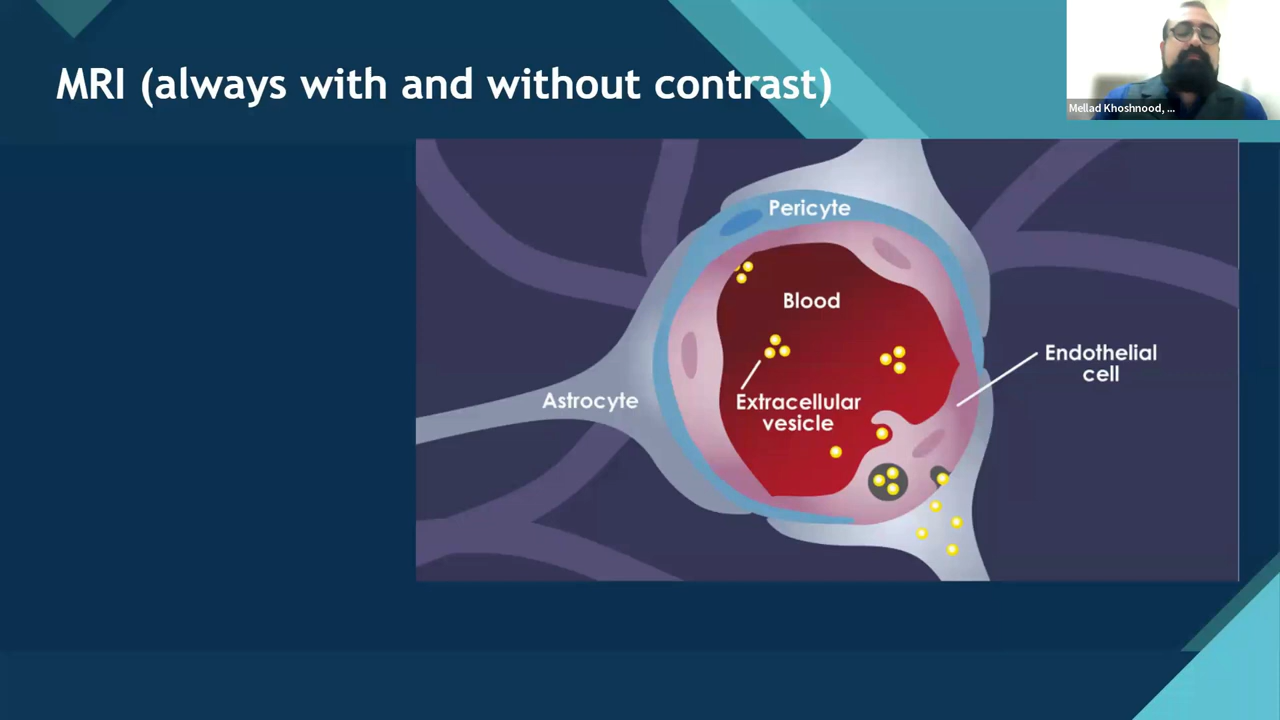 MRI (always with and without contrast)
Mellad Khoshnood, ...
Pericyte
Blood
Endothelial
cell
Astrocyte
Extracellular
vesicle